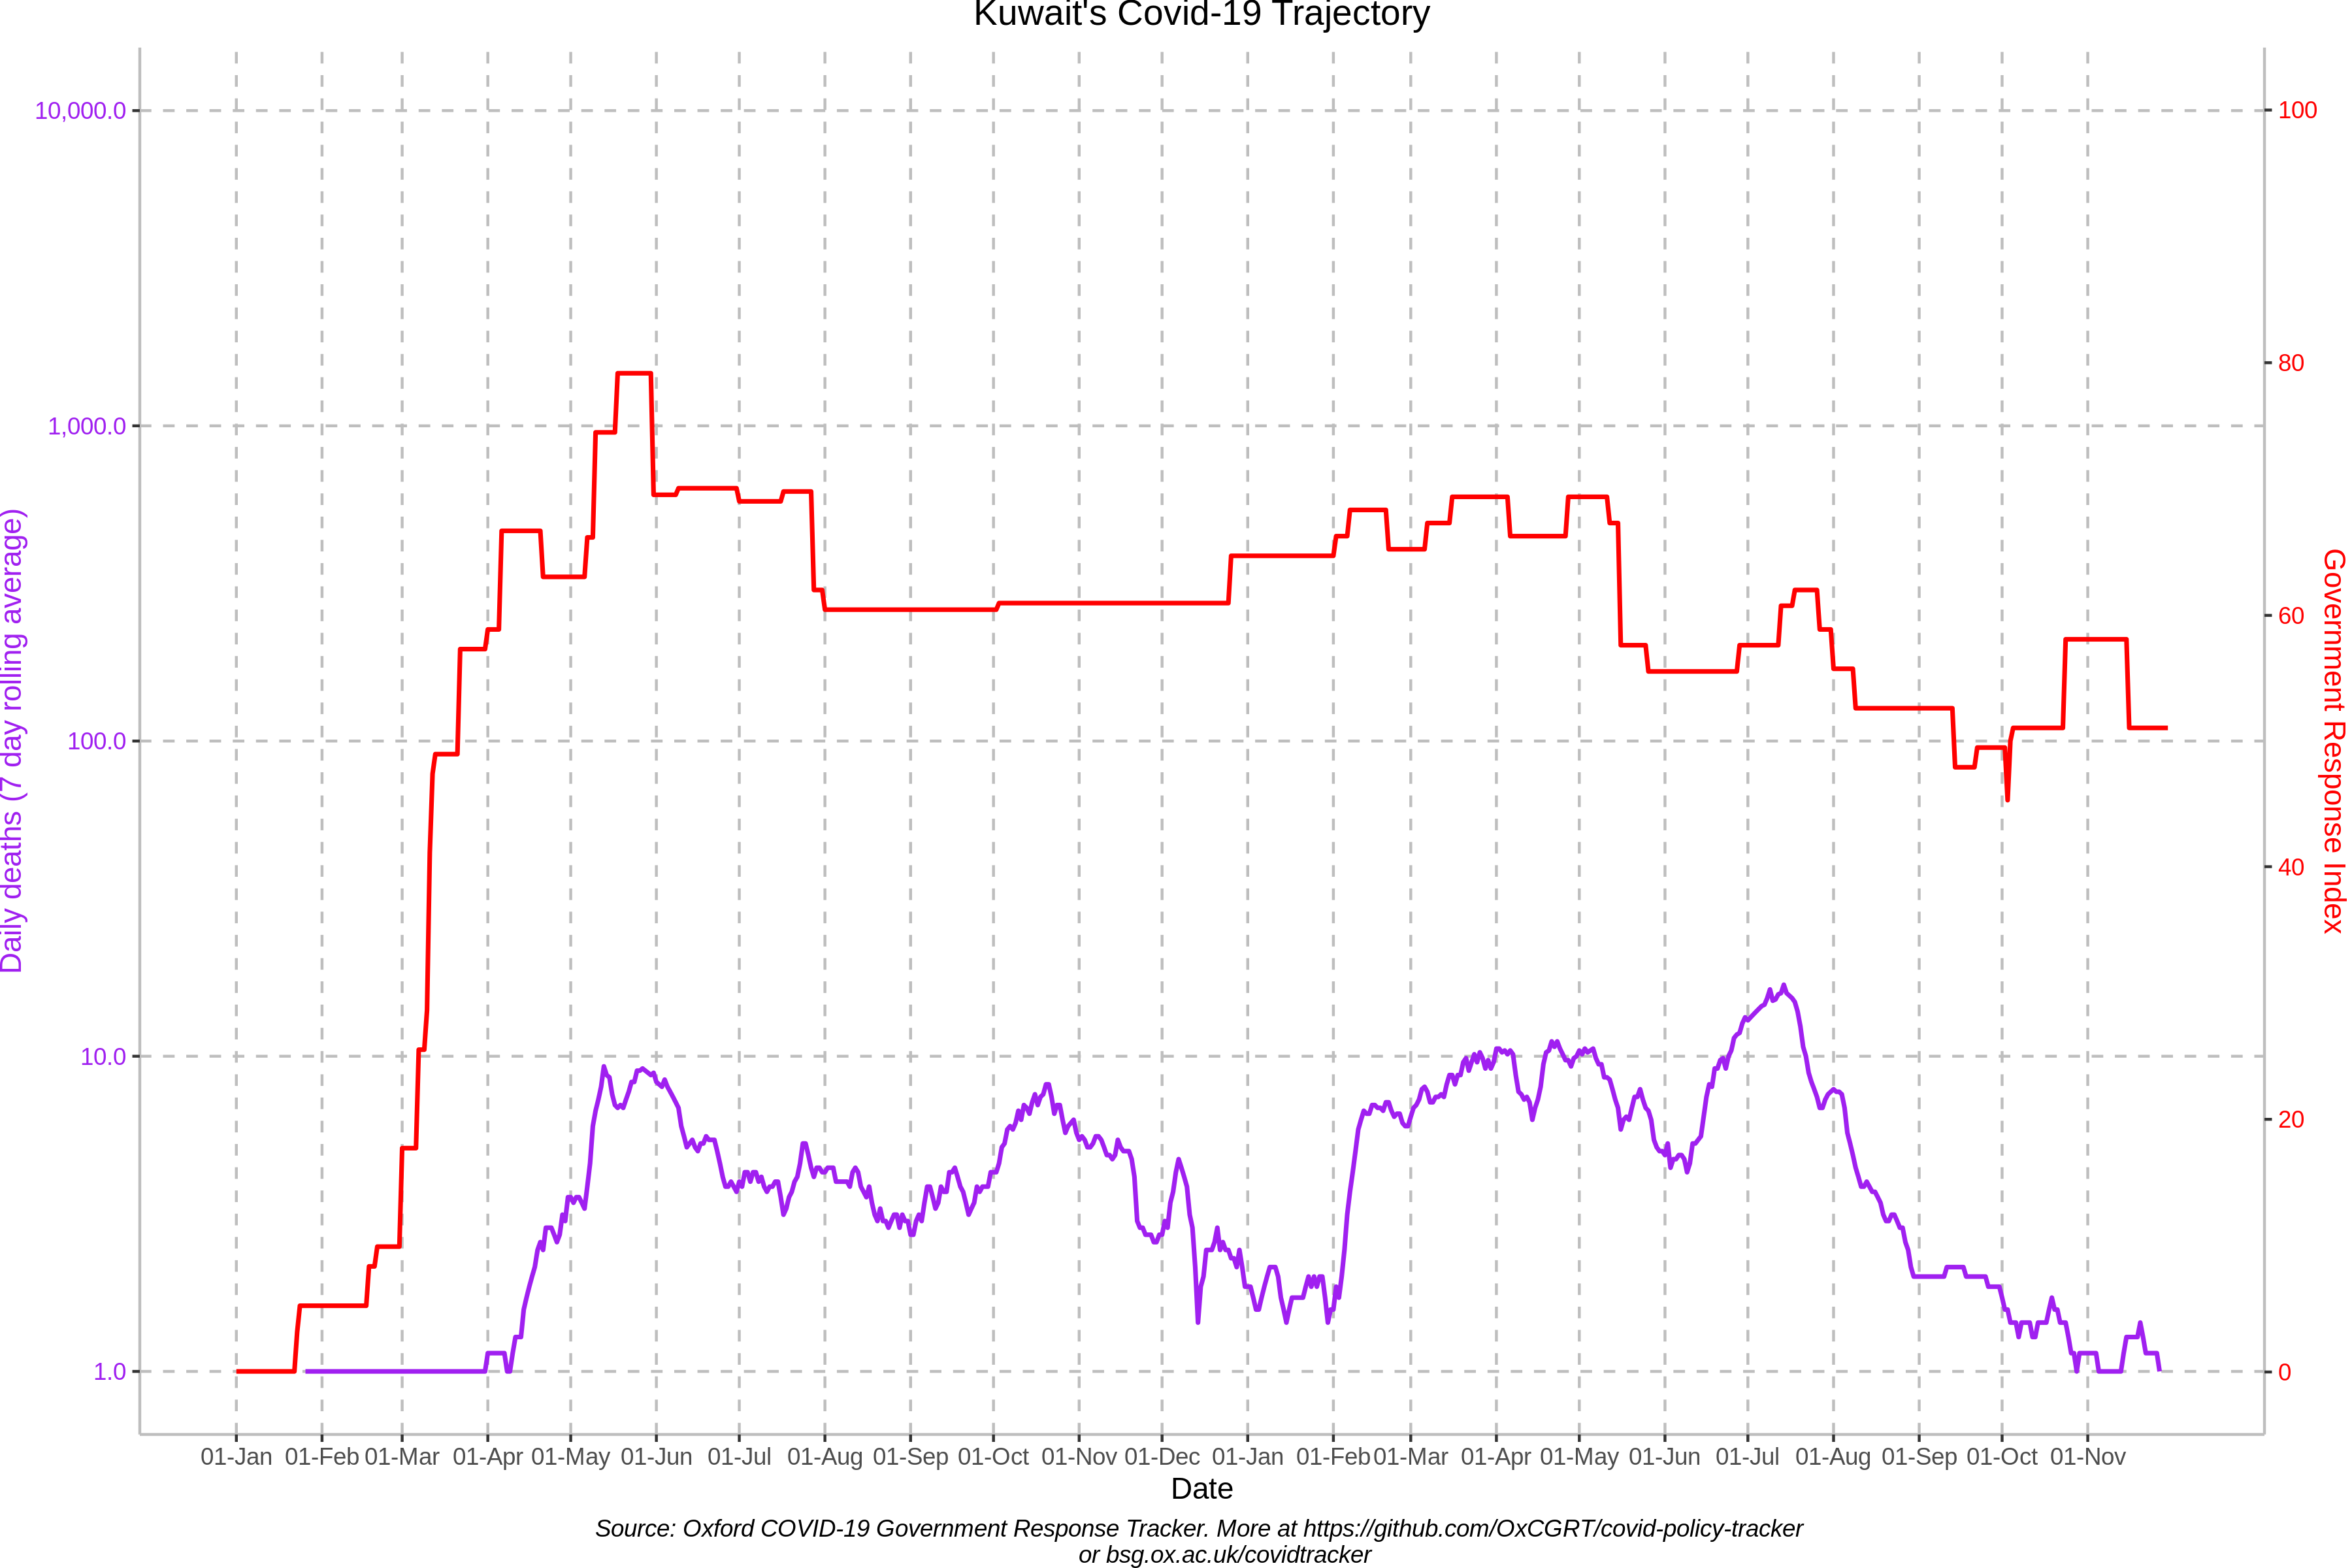 Kuwait's Covid-19 Trajectory
10,000.0
1,000.0
100.0
10.0
1.0
Daily deaths (7 day rolling average)
100
80
60
40
20
0
Government Response Index
01-Jan 01-Feb 01-Mar 01-Apr 01-May 01-Jun 01-Jul 01-Aug 01-Sep 01-Oct 01-Nov 01-Dec 01-Jan 01-Feb 01-Mar 01-Apr 01-May 01-Jun 01-Jul 01-Aug 01-Sep 01-Oct 01-Nov
Date
Source: Oxford COVID-19 Government Response Tracker. More at https://github.com/OxCGRT/covid-policy-tracker
or bsg.ox.ac.uk/covidtracker